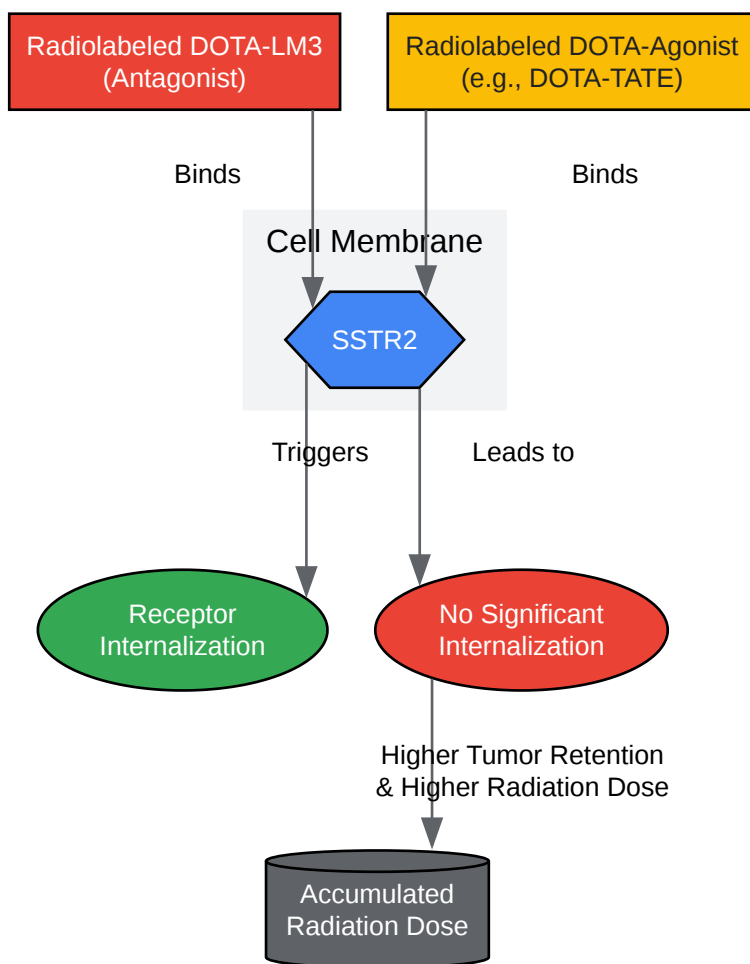 Radiolabeled DOTA-LM3
(Antagonist)
Radiolabeled DOTA-Agonist
(e.g., DOTA-TATE)
Binds
Binds
Cell Membrane
SSTR2
Triggers
Leads to
Receptor
Internalization
No Significant
Internalization
Higher Tumor Retention
& Higher Radiation Dose
Accumulated
Radiation Dose